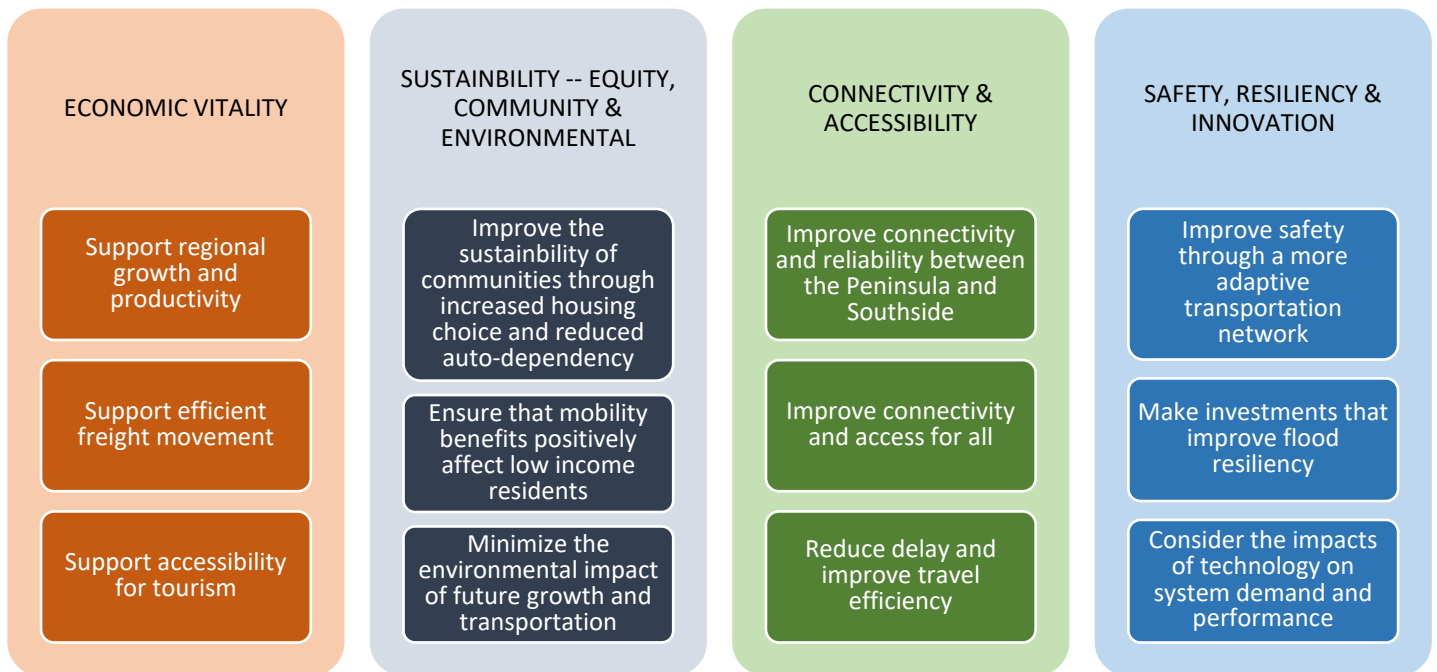 ECONOMIC VITALITY
Support regional
growth and
productivity
Support efficient
freight movement
Support accessibility
for tourism
SUSTAINBILITY -- EQUITY,
COMMUNITY &
ENVIRONMENTAL
Improve the
sustainbility of
communities through
increased housing
choice and reduced
auto-dependency
Ensure that mobility
benefits positively
affect low income
residents
Minimize the
environmental impact
of future growth and
transportation
CONNECTIVITY &
ACCESSIBILITY
Improve connectivity
and reliability between
the Peninsula and
Southside
Improve connectivity
and access for all
Reduce delay and
improve travel
efficiency
SAFETY, RESILIENCY &
INNOVATION
Improve safety
through a more
adaptive
transportation
network
Make investments that
improve flood
resiliency
Consider the impacts
of technology on
system demand and
performance